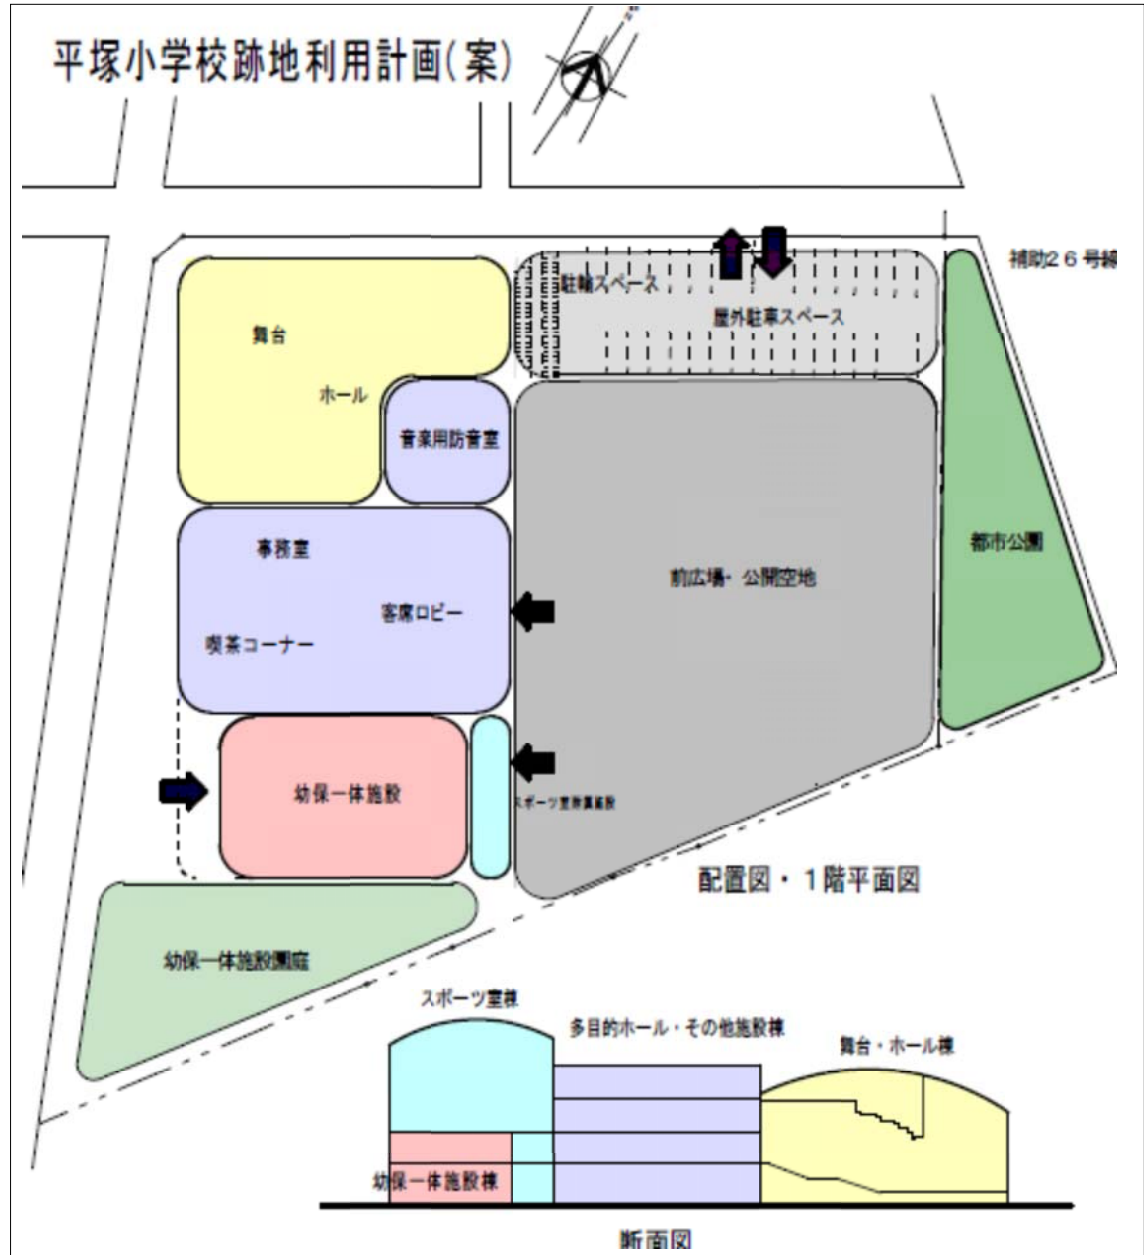 平塚小学校跡地利用計画(案)
補助26号線
駐輪スペース
屋外駐車スペース
舞台
ホール
音楽用防音室
事務室
客席ロビー
喫茶コーナー
前広場・公開空地
都市公園
幼保一体施設
スポーツ室附属施設
配置図・1階平面図
幼保一体施設園庭
スポーツ室棟
多目的ホール・その他施設棟
舞台・ホール棟
幼保一体施設棟
断面図